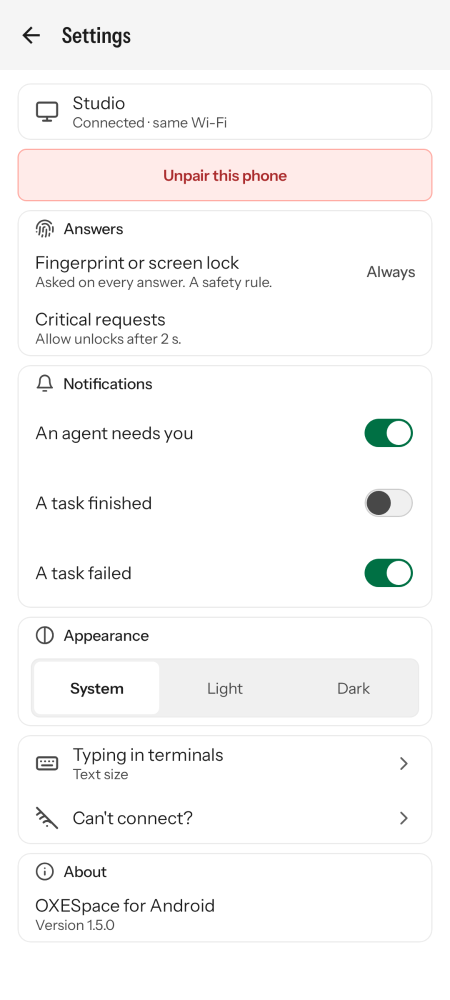 Settings
Studio
Connected · same Wi-Fi
Unpair this phone
Answers
Fingerprint or screen lock
Asked on every answer. A safety rule.
Always
Critical requests
Allow unlocks after 2 s.
Notifications
An agent needs you
A task finished
A task failed
Appearance
System
Light
Dark
Typing in terminals
Text size
Can't connect?
About
OXESpace for Android
Version 1.5.0